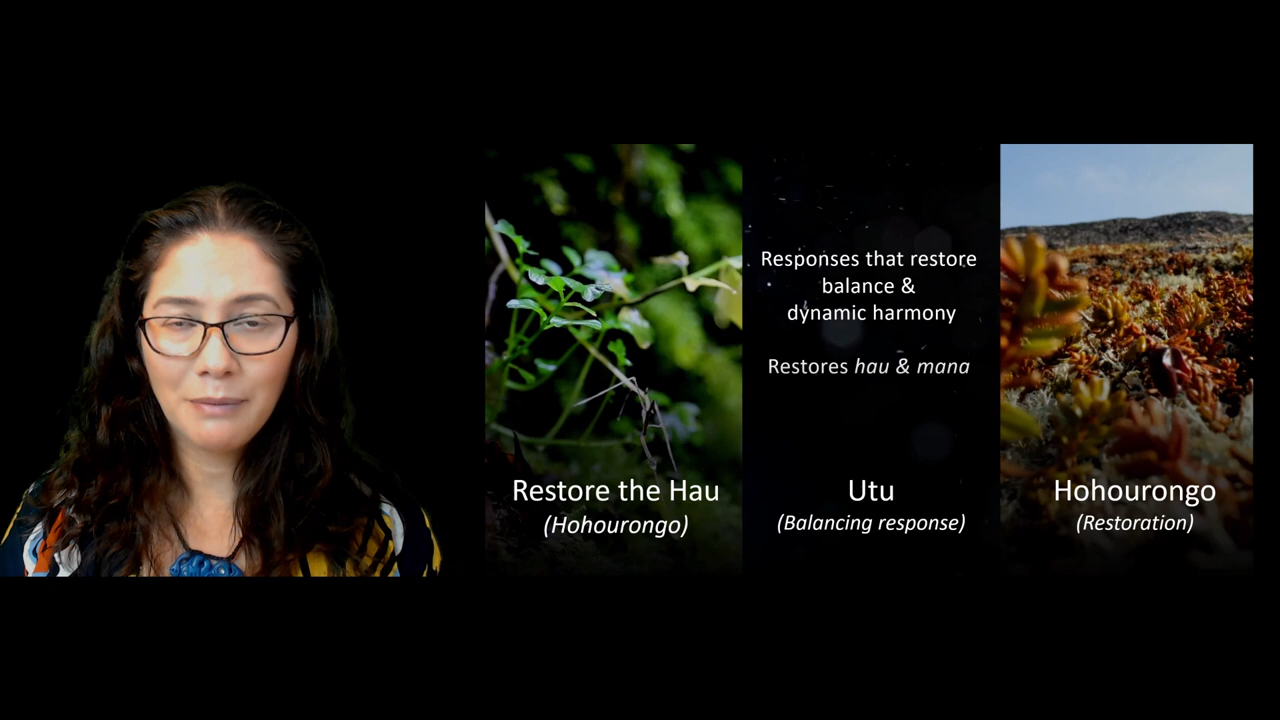 Restore the Hau
(Hohourongo)
Responses that restore
balance &
dynamic harmony
Restores hau & mana
Utu
(Balancing response)
Hohourongo
(Restoration)